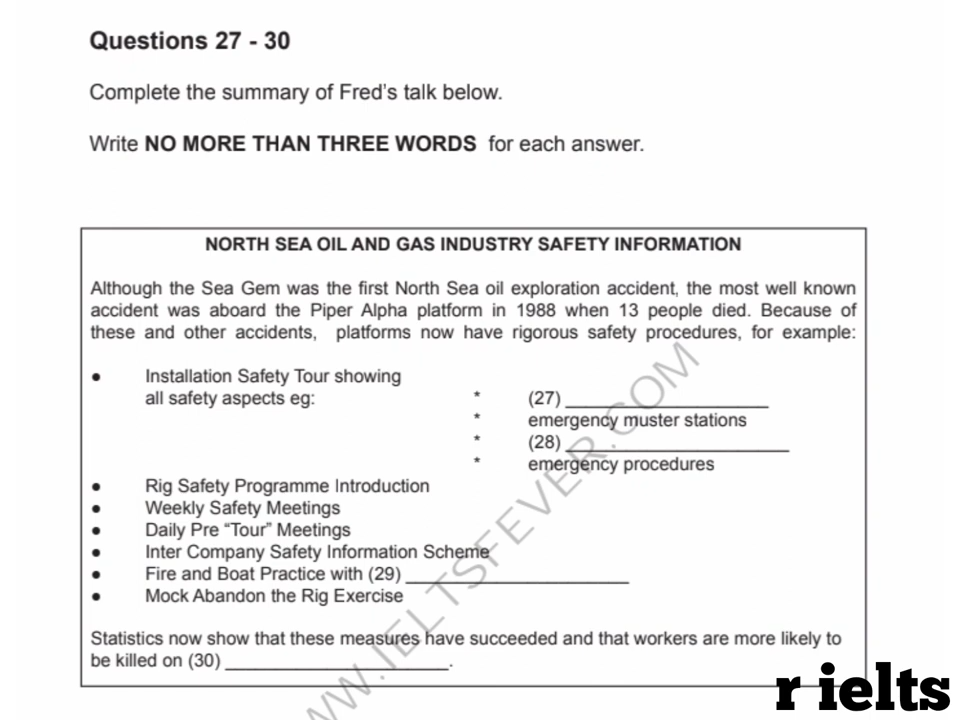 Questions 27 - 30
Complete the summary of Fred's talk below.
Write NO MORE THAN THREE WORDS for each answer.
NORTH SEA OIL AND GAS INDUSTRY SAFETY INFORMATION
Although the Sea Gem was the first North Sea oil exploration accident, the most well known
accident was aboard the Piper Alpha platform in 1988 when 13 people died. Because of
these and other accidents, platforms now have rigorous safety procedures, for example:
● Installation Safety Tour showing
all safety aspects eg: * (27) ____________________
* emergency muster stations
* (28) ______________________
* emergency procedures
● Rig Safety Programme Introduction
● Weekly Safety Meetings
● Daily Pre “Tour” Meetings
● Inter Company Safety Information Scheme
● Fire and Boat Practice with (29) ______________________
● Mock Abandon the Rig Exercise
Statistics now show that these measures have succeeded and that workers are more likely to
be killed on (30) ______________________.
WW.IELTSFEVER.COM
r ielts